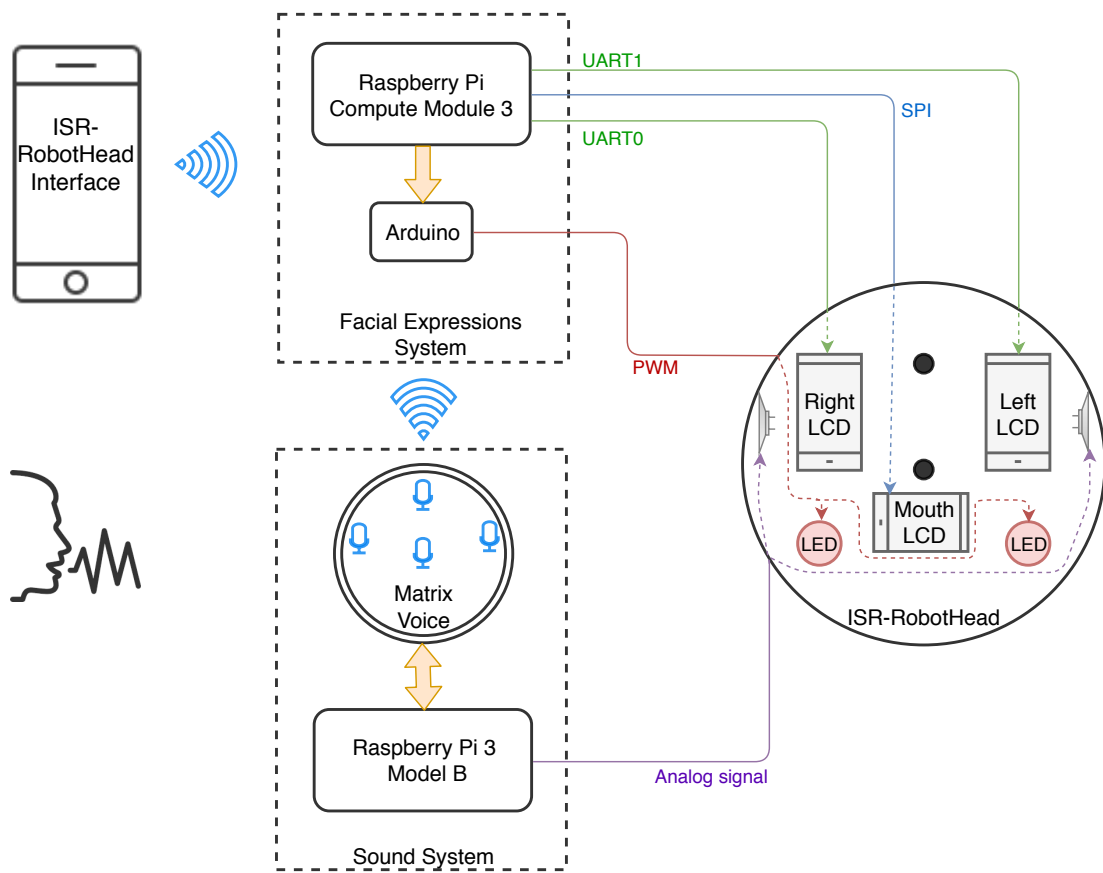 ISR-
RobotHead
Interface
Raspberry Pi
Compute Module 3
Arduino
Facial Expressions
System
UART1
SPI
UART0
PWM
Right
LCD
Left
LCD
Mouth
LCD
LED
LED
ISR-RobotHead
Matrix
Voice
Raspberry Pi 3
Model B
Analog signal
Sound System